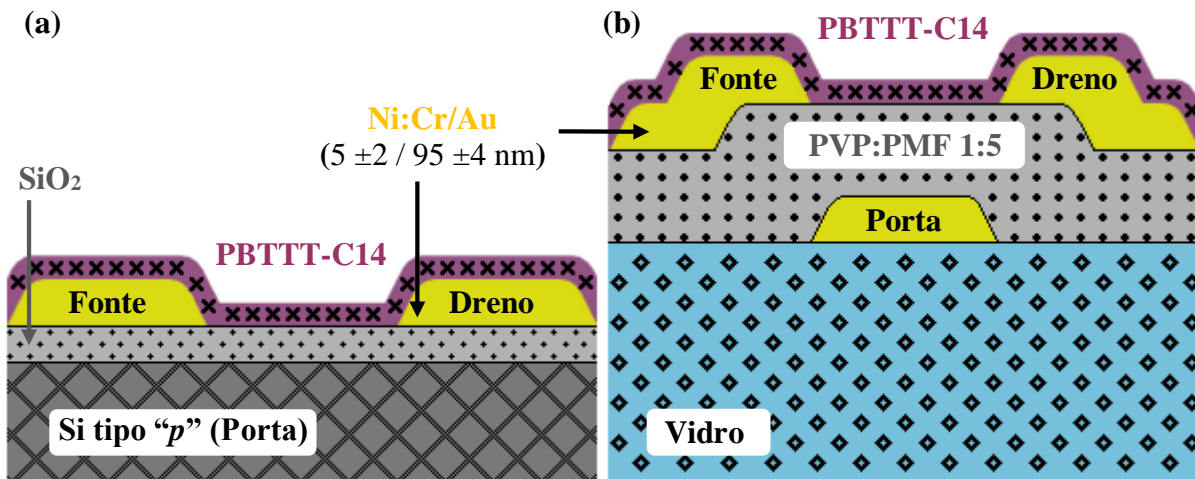 (a)
PBTTT-C14
(b)
Fonte
Dreno
Ni:Cr/Au
(5 ±2 / 95 ±4 nm)
PVP:PMF 1:5
SiO₂
Porta
PBTTT-C14
Fonte
Dreno
Si tipo “p” (Porta)
Vidro